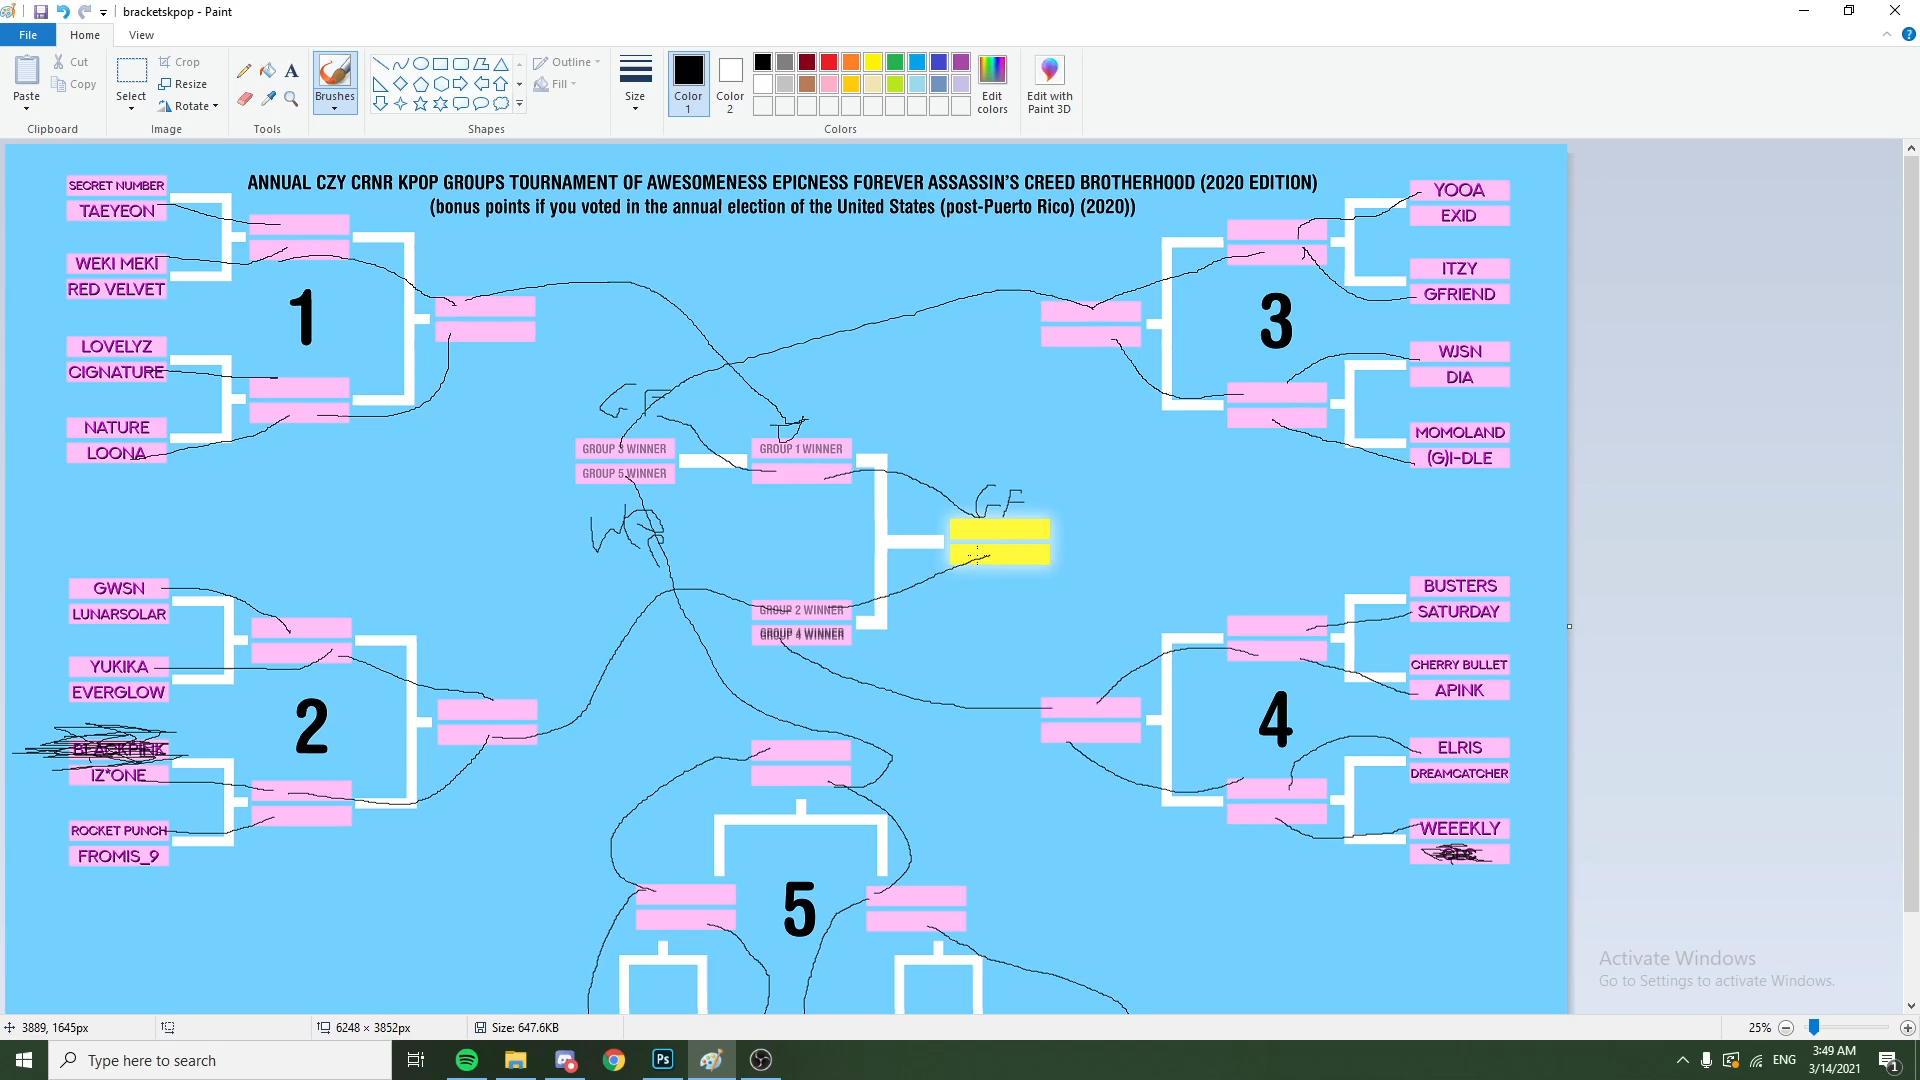 bracketskpop - Paint
File
Home
View
Paste
Cut
Copy
Clipboard
Select
Crop
Resize
Rotate
Image
Tools
Brushes
Shapes
Outline
Fill
Size
Color 1
Color 2
Edit colors
Colors
Edit with Paint 3D
ANNUAL CZY CRNR KPOP GROUPS TOURNAMENT OF AWESOMENESS EPICNESS FOREVER ASSASSIN'S CREED BROTHERHOOD (2020 EDITION)
(bonus points if you voted in the annual election of the United States (post-Puerto Rico) (2020))
SECRET NUMBER
TAEYEON
WEKI MEKI
RED VELVET
1
LOVELYZ
CIGNATURE
NATURE
LOONA
YOOA
EXID
ITZY
GFRIEND
3
WJSN
DIA
MOMOLAND
(G)I-DLE
GF
GROUP 3 WINNER
GROUP 5 WINNER
GROUP 1 WINNER
GF
GROUP 2 WINNER
GROUP 4 WINNER
GWSN
LUNARSOLAR
YUKIKA
EVERGLOW
2
BLACKPINK
IZ*ONE
ROCKET PUNCH
FROMIS_9
BUSTERS
SATURDAY
CHERRY BULLET
APINK
4
ELRIS
DREAMCATCHER
WEEEKLY
5
Activate Windows
Go to Settings to activate Windows.
3889, 1645px
6248 × 3852px
Size: 647.6KB
25%
Type here to search
Ps
ENG
3:49 AM
3/14/2021
1